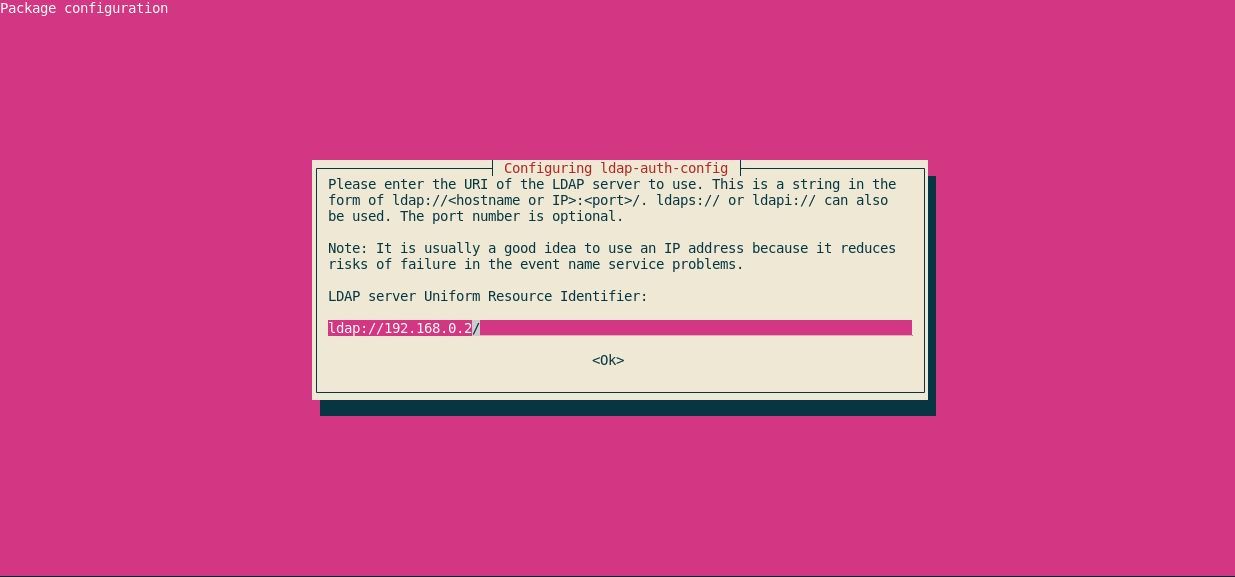 Package configuration
Configuring ldap-auth-config
Please enter the URI of the LDAP server to use. This is a string in the
form of ldap://<hostname or IP>:<port>/. ldaps:// or ldapi:// can also
be used. The port number is optional.
Note: It is usually a good idea to use an IP address because it reduces
risks of failure in the event name service problems.
LDAP server Uniform Resource Identifier:
ldap://192.168.0.2/
<Ok>